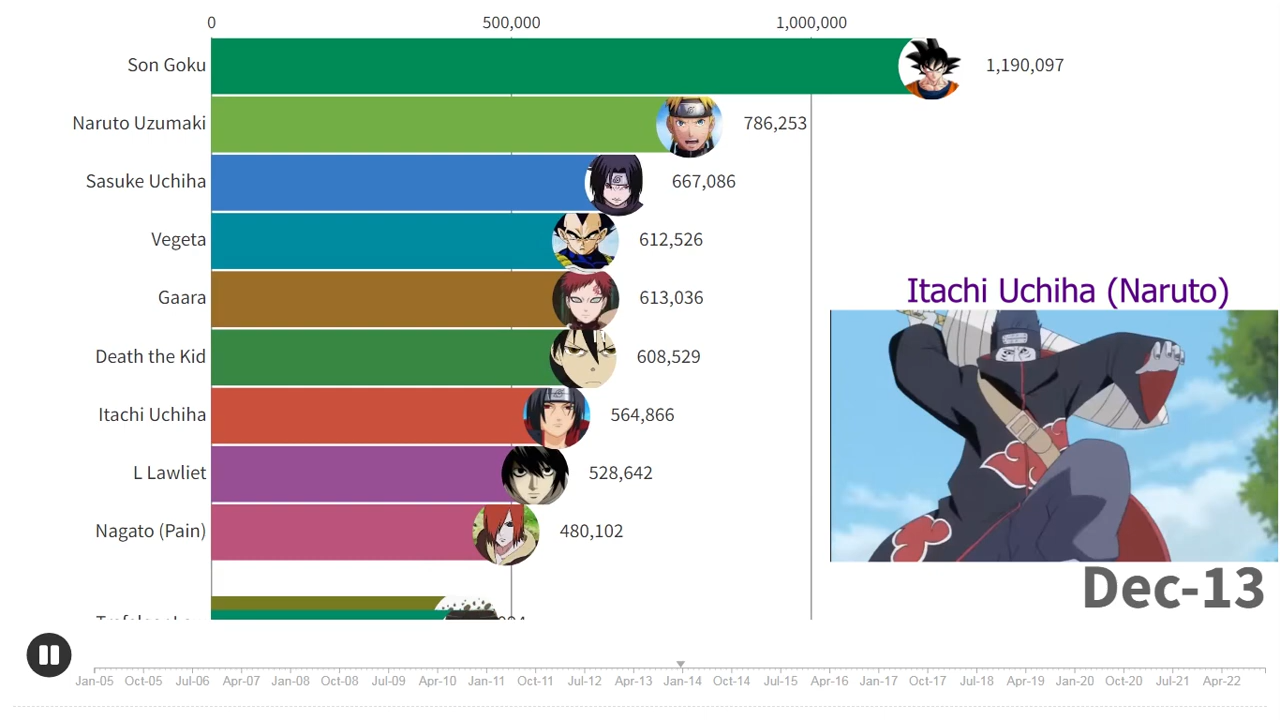 0 500,000 1,000,000
Son Goku 1,190,097
Naruto Uzumaki 786,253
Sasuke Uchiha 667,086
Vegeta 612,526
Gaara 613,036
Death the Kid 608,529
Itachi Uchiha 564,866
L Lawliet 528,642
Nagato (Pain) 480,102
Itachi Uchiha (Naruto)
Dec-13
Jan-05 Oct-05 Jul-06 Apr-07 Jan-08 Oct-08 Jul-09 Apr-10 Jan-11 Oct-11 Jul-12 Apr-13 Jan-14 Oct-14 Jul-15 Apr-16 Jan-17 Oct-17 Jul-18 Apr-19 Jan-20 Oct-20 Jul-21 Apr-22